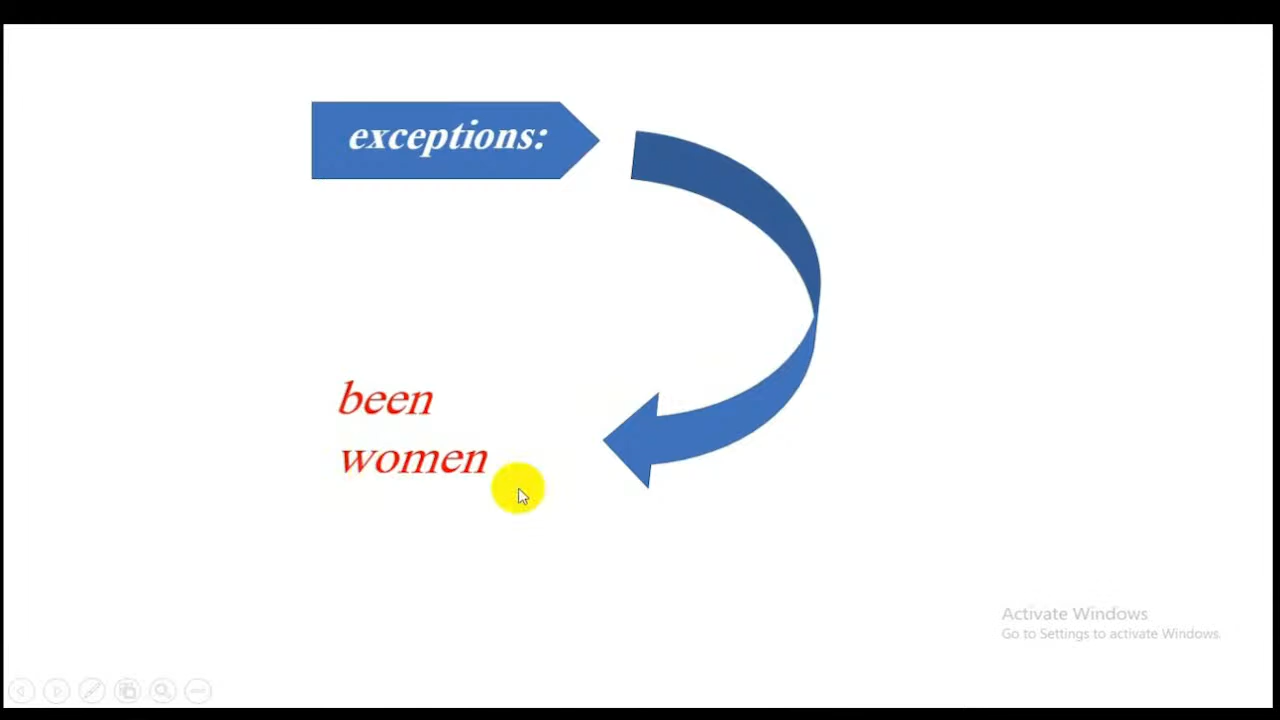 exceptions:
been
women
Activate Windows
Go to Settings to activate Windows.